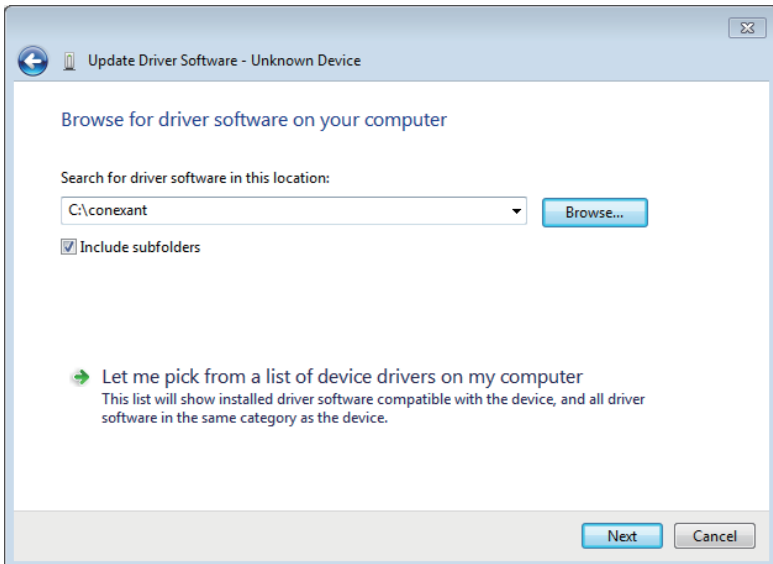 Update Driver Software - Unknown Device
Browse for driver software on your computer
Search for driver software in this location:
C:\conexant
Browse...
Include subfolders
Let me pick from a list of device drivers on my computer
This list will show installed driver software compatible with the device, and all driver
software in the same category as the device.
Next
Cancel